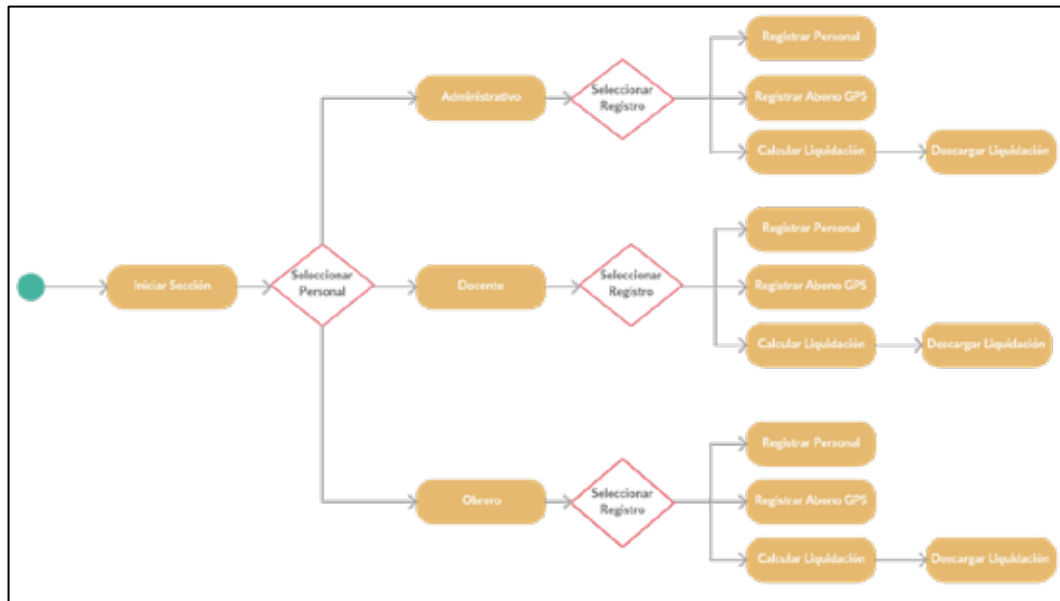 Registrar Personal
Administrativo
Seleccionar
Registro
Registrar Abono GPS
Calcular Liquidación
Descargar Liquidación
Registrar Personal
Iniciar Sección
Seleccionar
Personal
Docente
Seleccionar
Registro
Registrar Abono GPS
Calcular Liquidación
Descargar Liquidación
Registrar Personal
Obrero
Seleccionar
Registro
Registrar Abono GPS
Calcular Liquidación
Descargar Liquidación